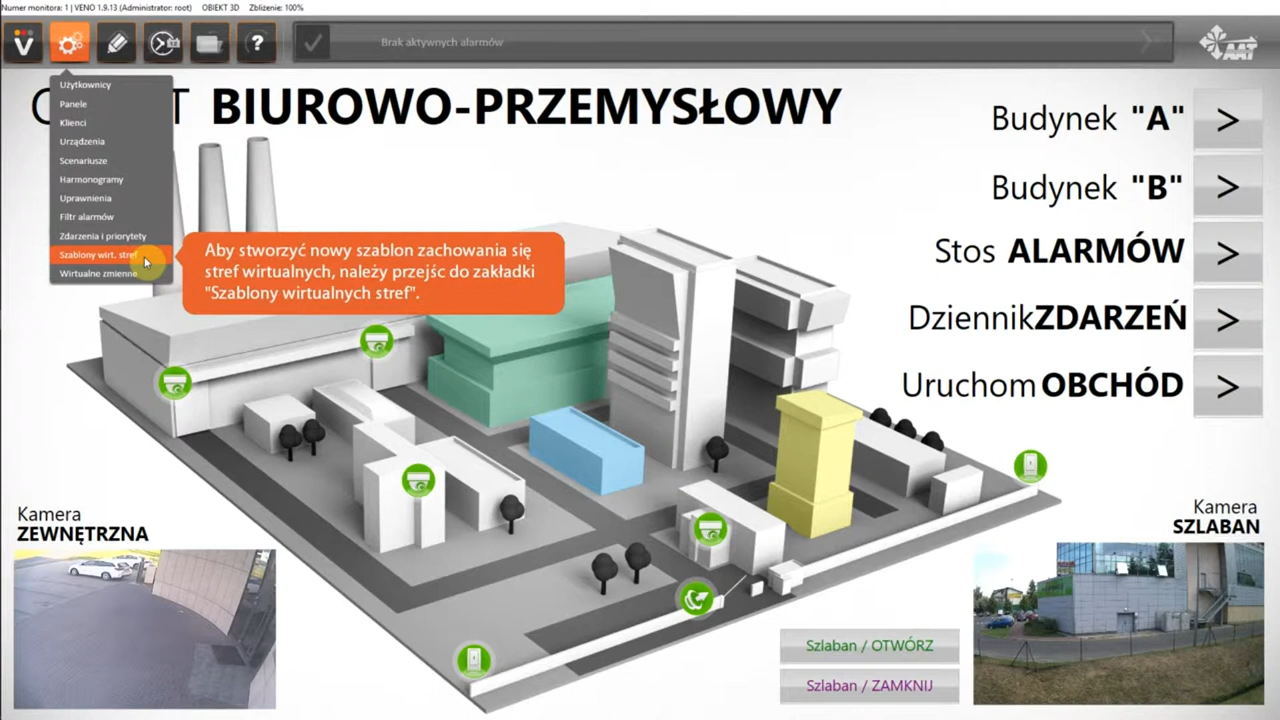 Numer monitora: 1 | VENO 1.9.13 (Administrator: root) OBIEKT 3D Zbliżenie: 100%
Brak aktywnych alarmów
AAT
Użytkownicy
Panele
Klienci
Urządzenia
Scenariusze
Harmonogramy
Uprawnienia
Filtr alarmów
Zdarzenia i priorytety
Szablony wirt. stref
Wirtualne zmienne
BIUROWO-PRZEMYSŁOWY
Aby stworzyć nowy szablon zachowania się
stref wirtualnych, należy przejśc do zakładki
"Szablony wirtualnych stref".
Budynek "A" >
Budynek "B" >
Stos ALARMÓW >
Dziennik ZDARZEŃ >
Uruchom OBCHÓD >
Kamera
ZEWNĘTRZNA
Kamera
SZLABAN
Szlaban / OTWÓRZ
Szlaban / ZAMKNIJ